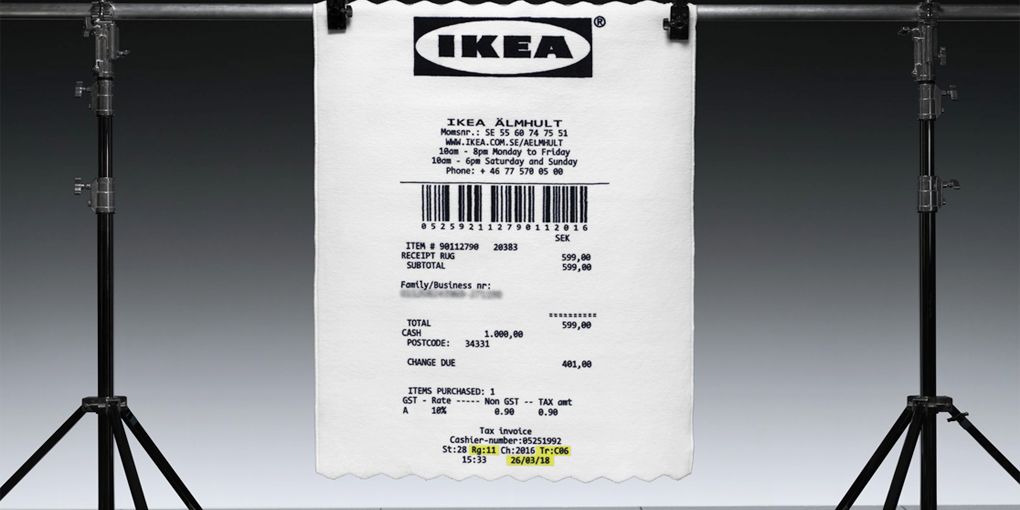 IKEA®
IKEA ÄLMHULT
Momsnr.: SE 55 60 74 75 51
WWW.IKEA.COM.SE/AELMHULT
10am - 8pm Monday to Friday
10am - 6pm Saturday and Sunday
Phone: + 46 77 570 05 00
0525921127901 12016
SEK
ITEM # 90112790 20383
RECEIPT RUG 599,00
SUBTOTAL 599,00
Family/Business nr:
==========
TOTAL 599,00
CASH 1.000,00
POSTCODE: 34331
CHANGE DUE 401,00
ITEMS PURCHASED: 1
GST - Rate ----- Non GST -- TAX amt
A 10% 0.90 0.90
Tax invoice
Cashier-number:05251992
St:28 Rg:11 Ch:2016 Tr:C06
15:33 26/03/18